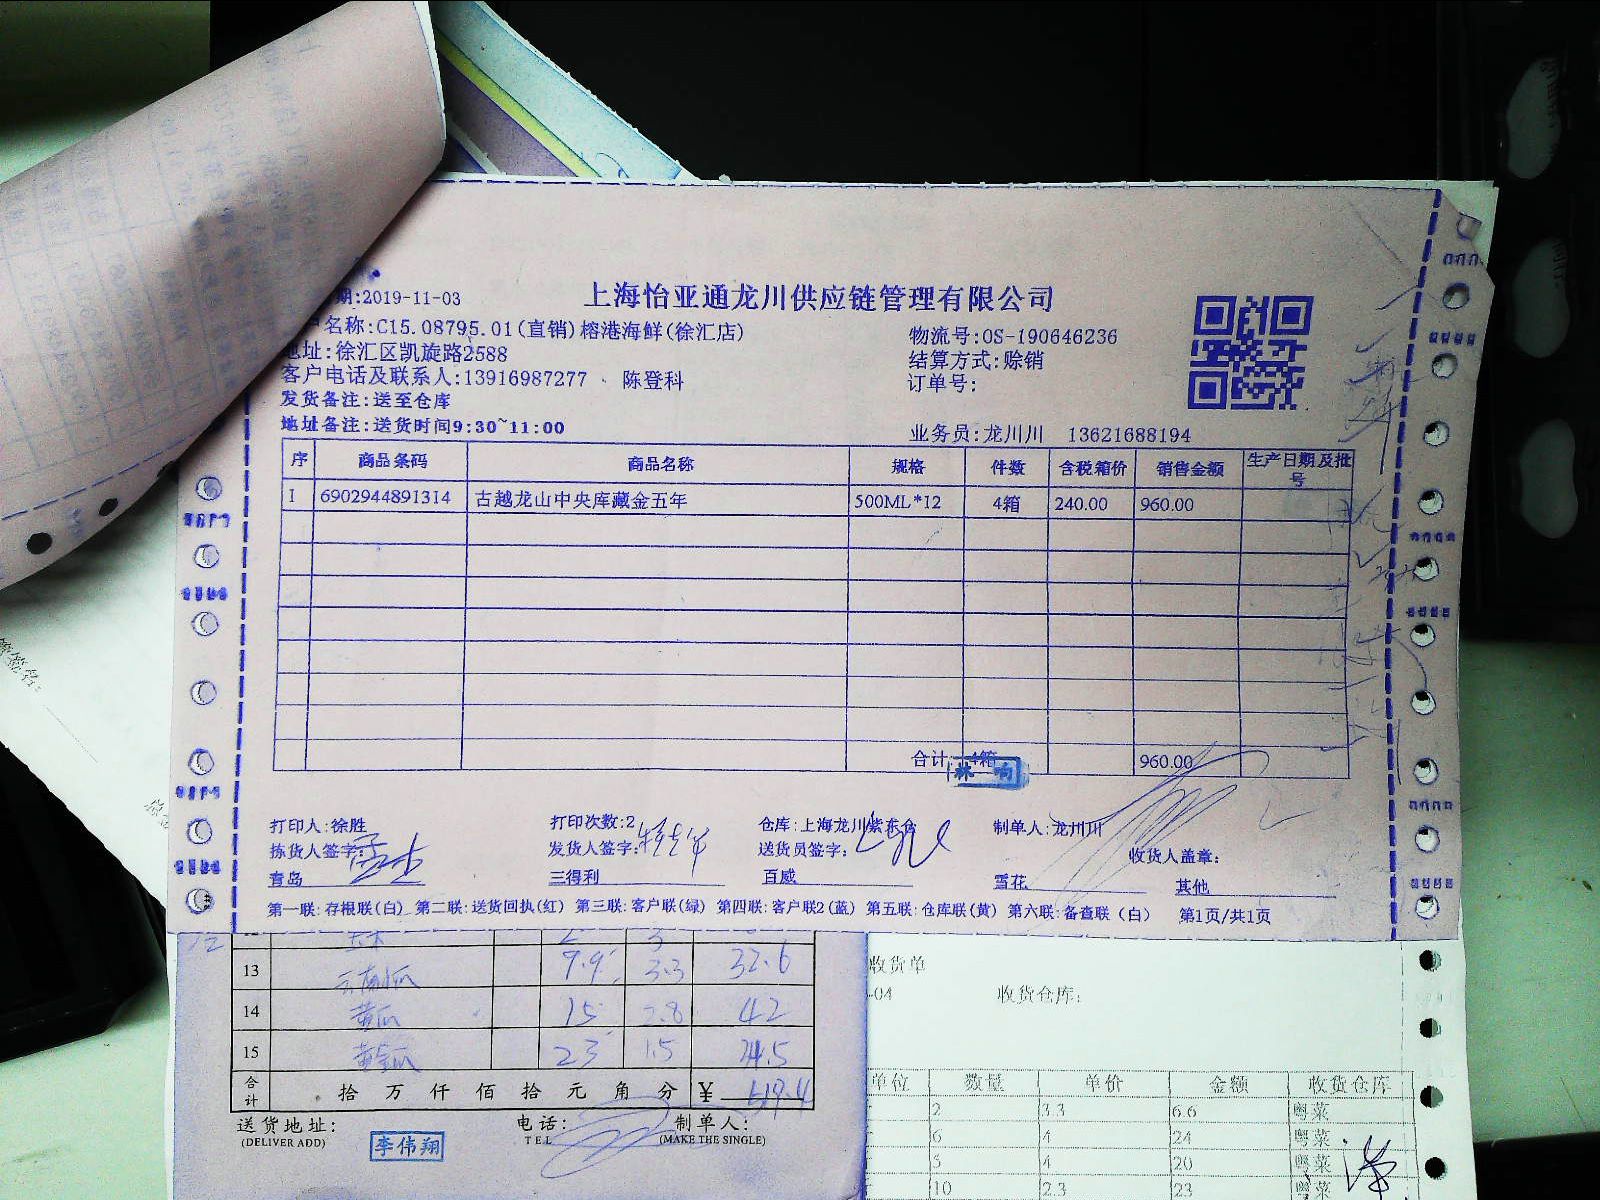 期:2019-11-03
上海怡亚通龙川供应链管理有限公司
名称:C15.08795.01(直销)榕港海鲜(徐汇店)
物流号:OS-190646236
地址:徐汇区凯旋路2588
结算方式:赊销
客户电话及联系人:13916987277 、 陈登科
订单号:
发货备注:送至仓库
地址备注:送货时间9:30~11:00
业务员:龙川川 13621688194
序 商品条码 商品名称 规格 件数 含税箱价 销售金额 生产日期及批号
1 6902944891314 古越龙山中央库藏金五年 500ML*12 4箱 240.00 960.00
合计: 4箱 960.00
林 响
打印人:徐胜 打印次数:2 仓库:上海龙川紫东仓 制单人:龙川川
拣货人签字: 发货人签字: 送货员签字: 收货人盖章:
青岛 三得利 百威 雪花 其他
第一联:存根联(白) 第二联:送货回执(红) 第三联:客户联(绿) 第四联:客户联2(蓝) 第五联:仓库联(黄) 第六联:备查联(白) 第1页/共1页
13 云南小瓜 9.9 3.3 32.6
14 黄瓜 15 2.8 42
15 黄金瓜 23 1.5 34.5
合计 拾 万 仟 佰 拾 元 角 分 ¥
送货地址: 电话: 制单人:
(DELIVER ADD) TEL (MAKE THE SINGLE)
李伟翔
收货单
-04 收货仓库:
单位 数量 单价 金额 收货仓库
2 3.3 6.6 粤菜
6 4 24 粤菜
5 4 20 粤菜
10 2.3 23 粤菜